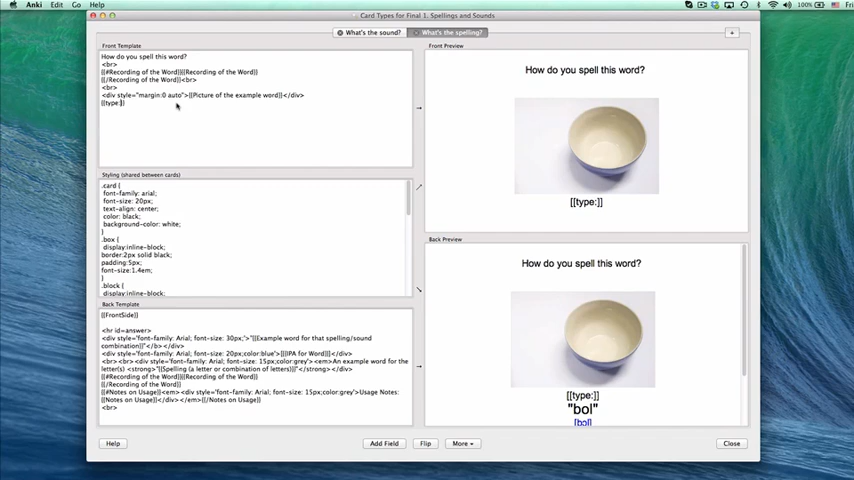 Anki Edit Go Help
100% Fri
Card Types for Final 1. Spellings and Sounds
What's the sound? What's the spelling? +
Front Template
How do you spell this word?
<br>
{{#Recording of the Word}}{{Recording of the Word}}
{{/Recording of the Word}}<br>
<br>
<div style="margin:0 auto">{{Picture of the example word}}</div>
{{type:}}
Styling (shared between cards)
.card {
font-family: arial;
font-size: 20px;
text-align: center;
color: black;
background-color: white;
}
.box {
display:inline-block;
border:2px solid black;
padding:5px;
font-size:1.4em;
}
.block {
display:inline-block;
Back Template
{{FrontSide}}
<hr id=answer>
<div style='font-family: Arial; font-size: 30px;'>"{{Example word for that spelling/sound
combination}}"</b></div>
<div style='font-family: Arial; font-size: 20px;color:blue'>[{{IPA for Word}}]</div>
<br><br><div style='font-family: Arial; font-size: 15px;color:grey'><em>An example word for the
letter(s) <strong>"{{Spelling (a letter or combination of letters)}}"</strong></div>
{{#Recording of the Word}}{{Recording of the Word}}
{{/Recording of the Word}}
{{#Notes on Usage}}<em><div style='font-family: Arial; font-size: 15px;color:grey'>Usage Notes:
{{Notes on Usage}}</div></em>{{/Notes on Usage}}
<br>
Front Preview
How do you spell this word?
[[type:]]
Back Preview
How do you spell this word?
[[type:]]
"bol"
[bol]
Help Add Field Flip More Close